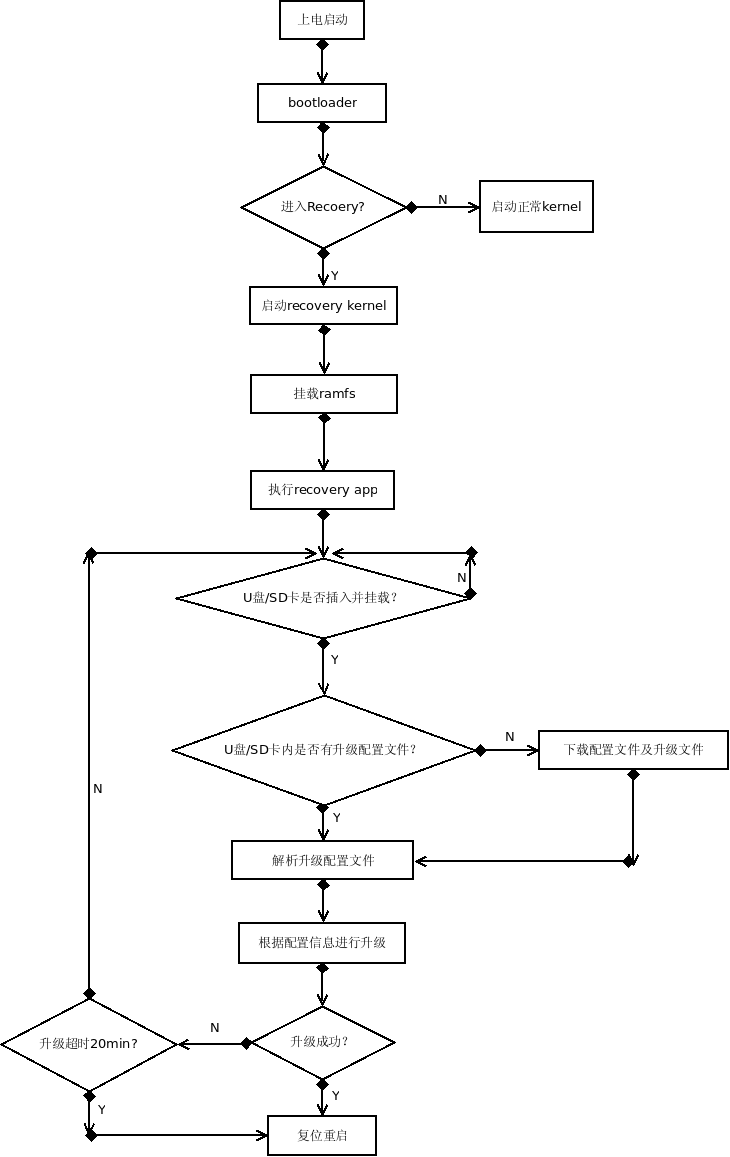 上电启动
bootloader
进入Recoery?
N
启动正常kernel
Y
启动recovery kernel
挂载ramfs
执行recovery app
N
U盘/SD卡是否插入并挂载?
Y
U盘/SD卡内是否有升级配置文件?
N
下载配置文件及升级文件
N
Y
解析升级配置文件
根据配置信息进行升级
升级超时20min?
N
升级成功?
Y
Y
复位重启